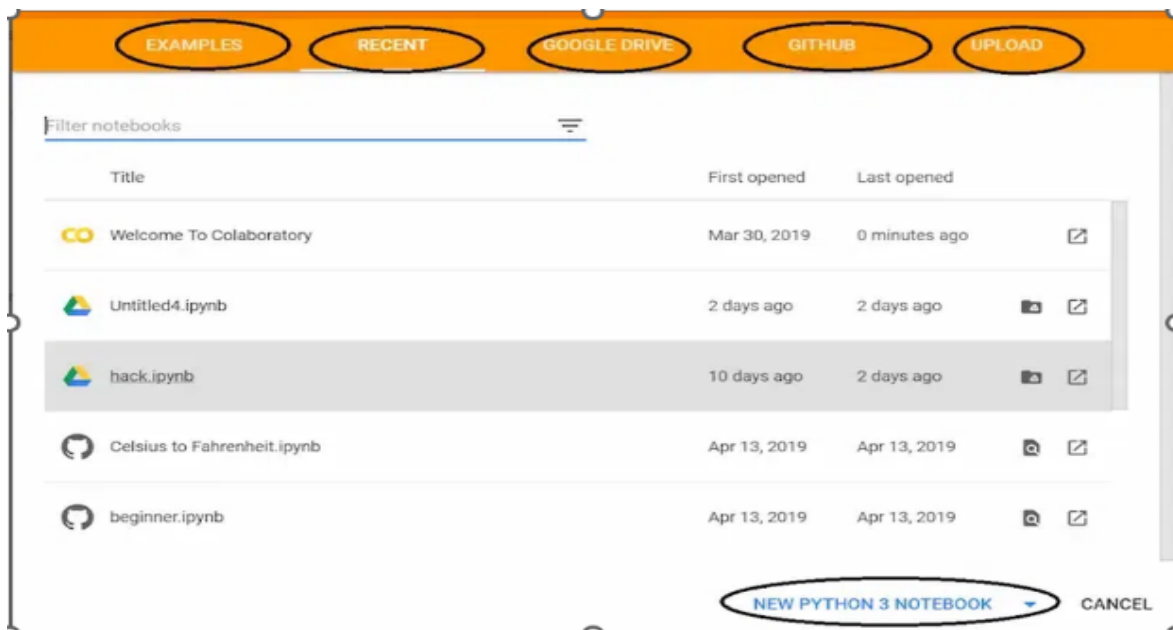 EXAMPLES RECENT GOOGLE DRIVE GITHUB UPLOAD
Filter notebooks
Title First opened Last opened
CO Welcome To Colaboratory Mar 30, 2019 0 minutes ago
Untitled4.ipynb 2 days ago 2 days ago
hack.ipynb 10 days ago 2 days ago
Celsius to Fahrenheit.ipynb Apr 13, 2019 Apr 13, 2019
beginner.ipynb Apr 13, 2019 Apr 13, 2019
NEW PYTHON 3 NOTEBOOK CANCEL